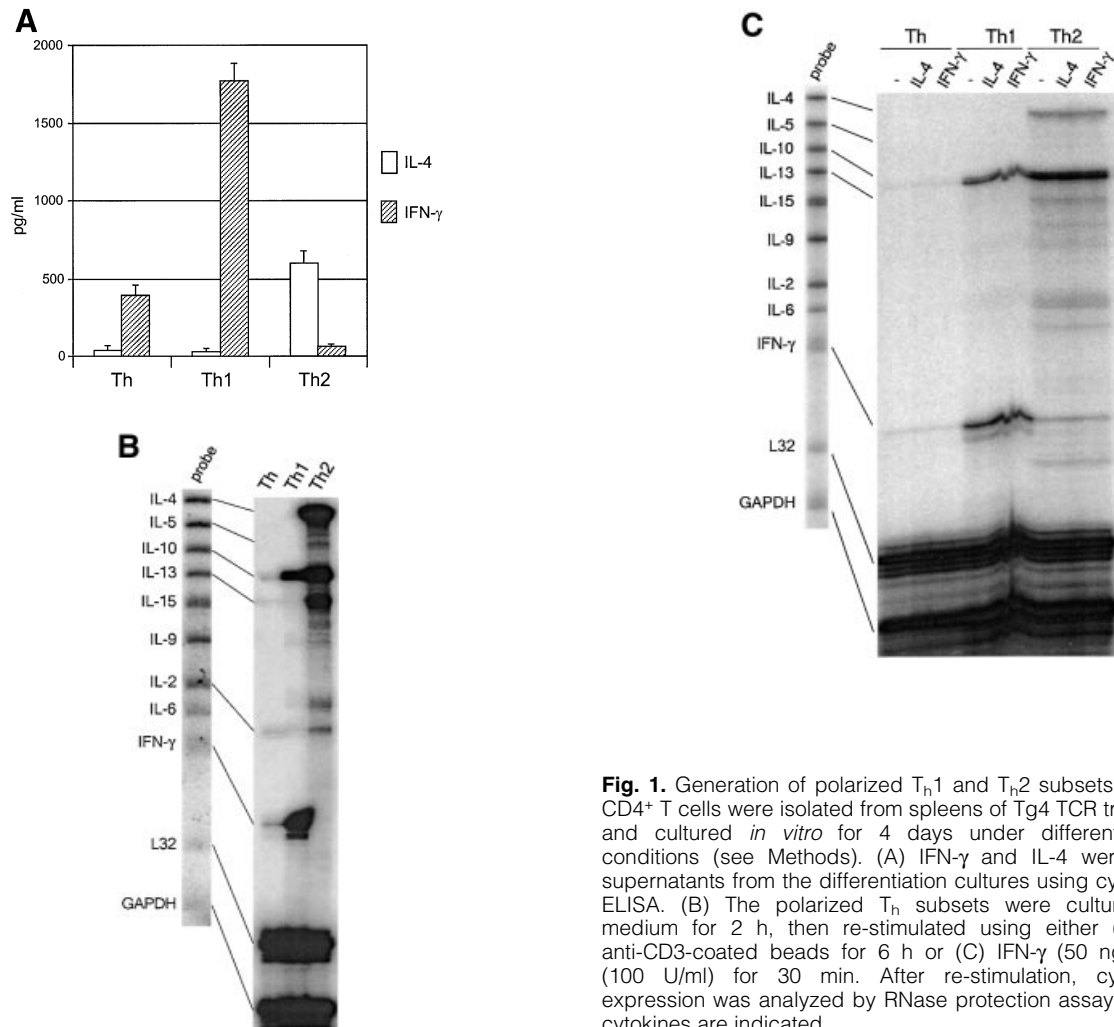 A
2000
1500
1000
500
0
pg/ml
Th Th1 Th2
IL-4
IFN-γ
B
probe
Th Th1 Th2
IL-4
IL-5
IL-10
IL-13
IL-15
IL-9
IL-2
IL-6
IFN-γ
L32
GAPDH
C
probe
Th Th1 Th2
- IL-4 IFN-γ - IL-4 IFN-γ - IL-4 IFN-γ
IL-4
IL-5
IL-10
IL-13
IL-15
IL-9
IL-2
IL-6
IFN-γ
L32
GAPDH
Fig. 1. Generation of polarized Th1 and Th2 subsets
CD4+ T cells were isolated from spleens of Tg4 TCR tr
and cultured in vitro for 4 days under different
conditions (see Methods). (A) IFN-γ and IL-4 wer
supernatants from the differentiation cultures using cy
ELISA. (B) The polarized Th subsets were cultur
medium for 2 h, then re-stimulated using either (
anti-CD3-coated beads for 6 h or (C) IFN-γ (50 ng
(100 U/ml) for 30 min. After re-stimulation, cy
expression was analyzed by RNase protection assay
cytokines are indicated